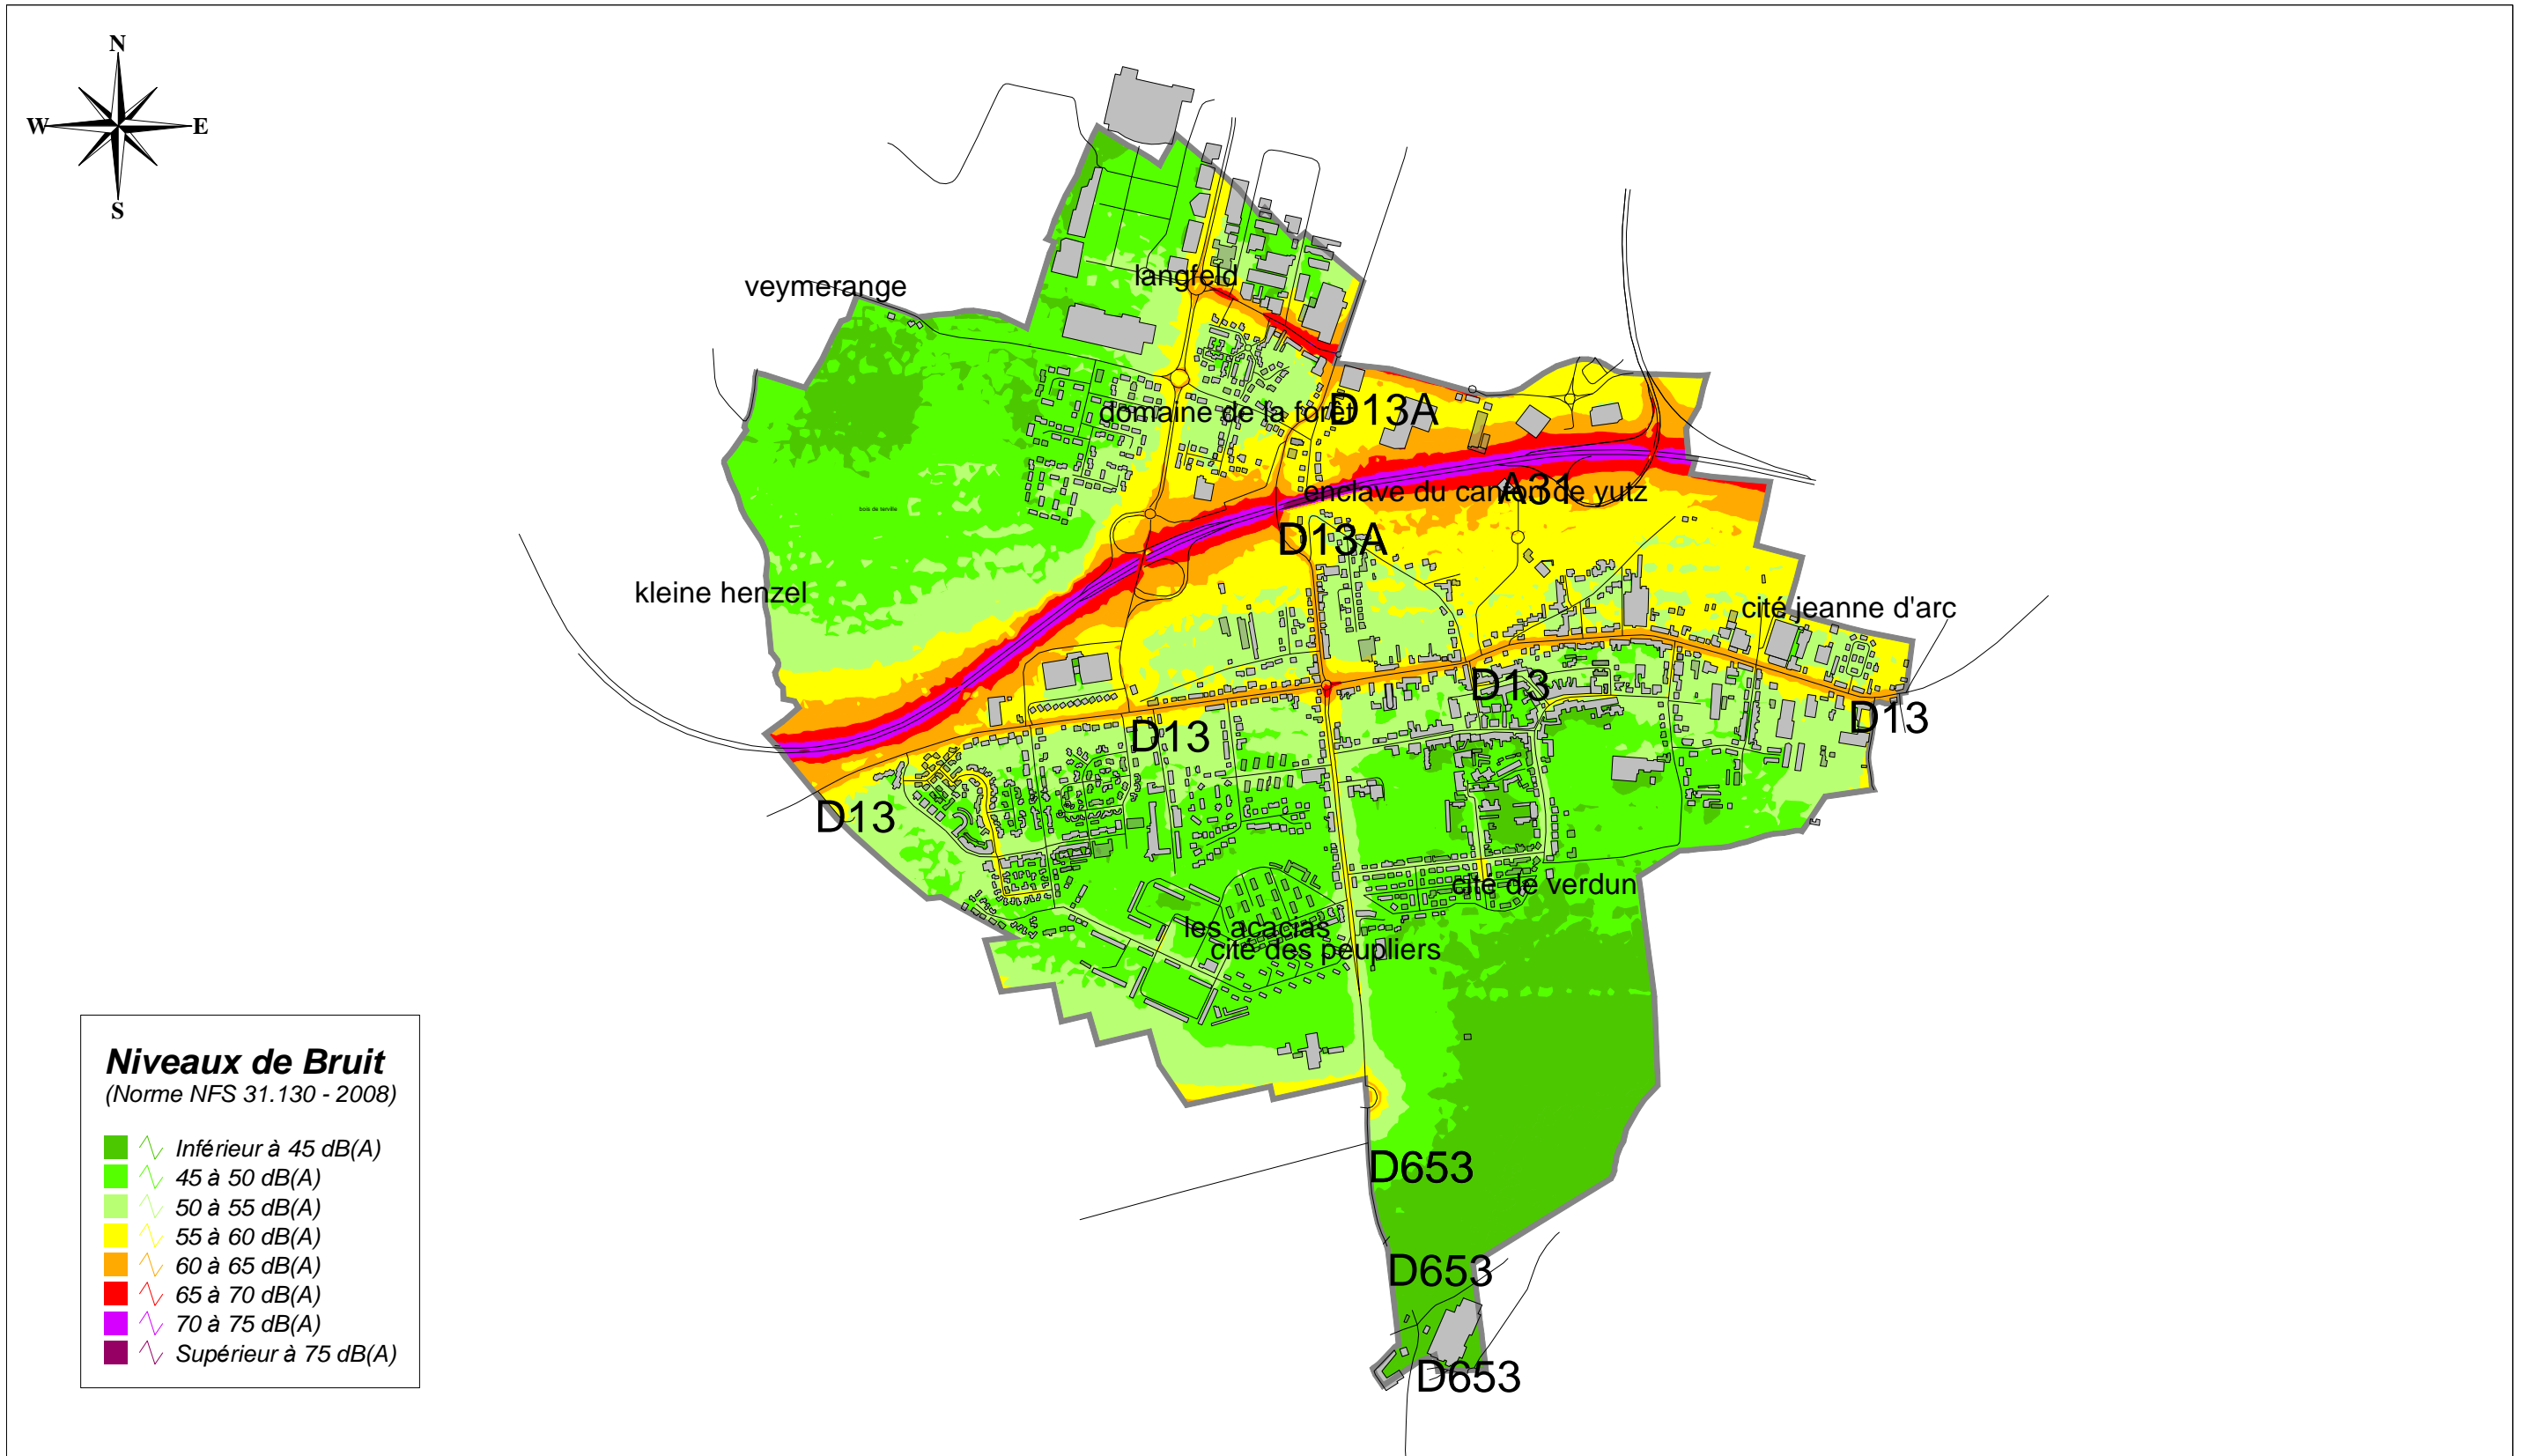 N
W E
S
veymerange
langfeld
domaine de la forêt
D13A
enclave du canton de yutz
A31
bois de terville
D13A
kleine henzel
cité jeanne d'arc
D13
D13
D13
D13
cité de verdun
les acacias
cité des peupliers
D653
D653
D653
Niveaux de Bruit
(Norme NFS 31.130 - 2008)
Inférieur à 45 dB(A)
45 à 50 dB(A)
50 à 55 dB(A)
55 à 60 dB(A)
60 à 65 dB(A)
65 à 70 dB(A)
70 à 75 dB(A)
Supérieur à 75 dB(A)